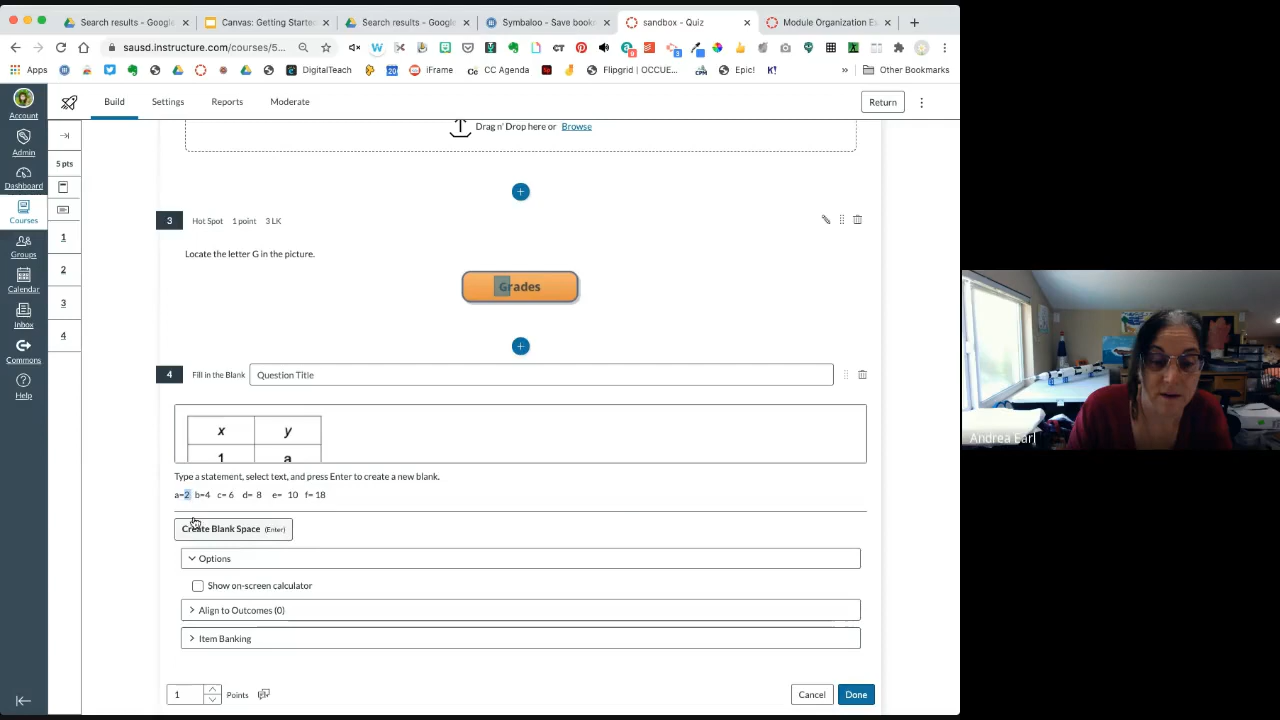 Search results - Google
Canvas: Getting Started
Search results - Google
Symbaloo - Save book
sandbox - Quiz
Module Organization Es
sausd.instructure.com/courses/5...
Apps
DigitalTeach
iFrame
CC Agenda
Flipgrid | OCCUE...
Epic!
Other Bookmarks
Account
Admin
Dashboard
Courses
Groups
Calendar
Inbox
Commons
Help
Build
Settings
Reports
Moderate
Return
5 pts
1
2
3
4
Drag n' Drop here or Browse
3 Hot Spot 1 point 3 LK
Locate the letter G in the picture.
Grades
4 Fill in the Blank Question Title
x y
1 a
Type a statement, select text, and press Enter to create a new blank.
a=2 b=4 c= 6 d= 8 e= 10 f= 18
Create Blank Space (Enter)
Options
Show on-screen calculator
Align to Outcomes (0)
Item Banking
1 Points
Cancel
Done
Andrea Earl